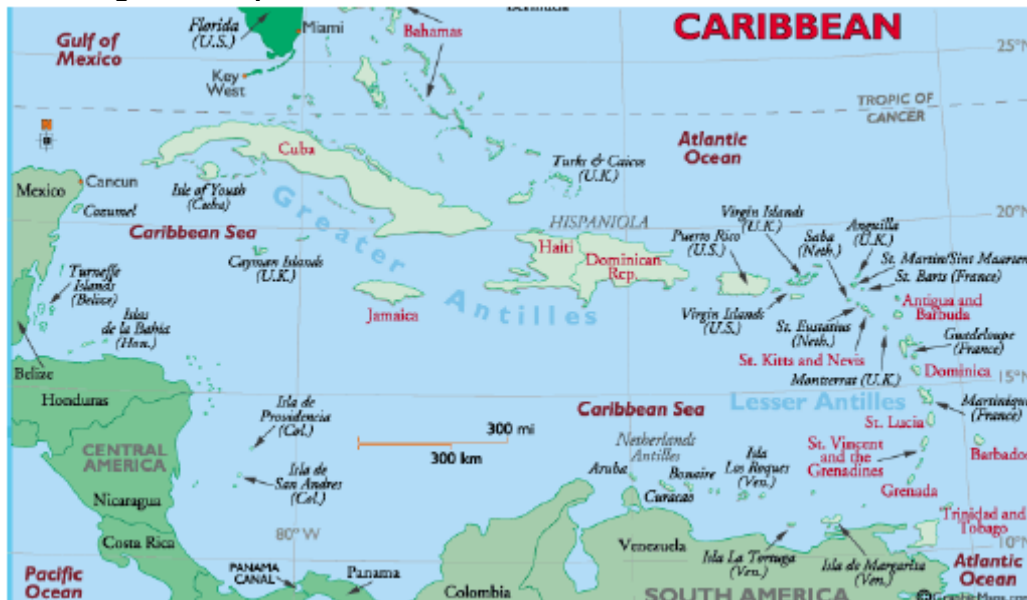 Bermuda
CARIBBEAN
Florida
(U.S.)
Miami
Gulf of
Mexico
Bahamas
25°N
Key
West
TROPIC OF
CANCER
Atlantic
Ocean
Cuba
Turks & Caicos
(U.K.)
Mexico
Cancun
Cozumel
Isle of Youth
(Cuba)
Greater
Antilles
HISPANIOLA
Virgin Islands
(U.K.)
20°N
Anguilla
(U.K.)
Saba
(Neth.)
Caribbean Sea
Puerto Rico
(U.S.)
Haiti
Dominican
Rep.
St. Martin/Sint Maarten
St. Barts (France)
Cayman Islands
(U.K.)
Turneffe
Islands
(Belize)
Jamaica
Virgin Islands
(U.S.)
St. Eustatius
(Neth.)
Antigua and
Barbuda
Islas
de la Bahia
(Hon.)
St. Kitts and Nevis
Guadeloupe
(France)
Belize
Montserrat (U.K.)
Dominica
15°N
Honduras
Isla de
Providencia
(Col.)
Caribbean Sea
Lesser Antilles
Martinique
(France)
300 mi
300 km
St. Lucia
CENTRAL
AMERICA
Netherlands
Antilles
St. Vincent
and the
Grenadines
Barbados
Isla de
San Andres
(Col.)
Aruba
Bonaire
Curacao
Isla
Los Roques
(Ven.)
Grenada
Nicaragua
Trinidad and
Tobago
80° W
10°N
Costa Rica
Venezuela
Isla La Tortuga
(Ven.)
Isla de Margarita
(Ven.)
Pacific
Ocean
PANAMA
CANAL
Panama
Colombia
SOUTH AMERICA
Atlantic
Ocean
GraphicMaps.com